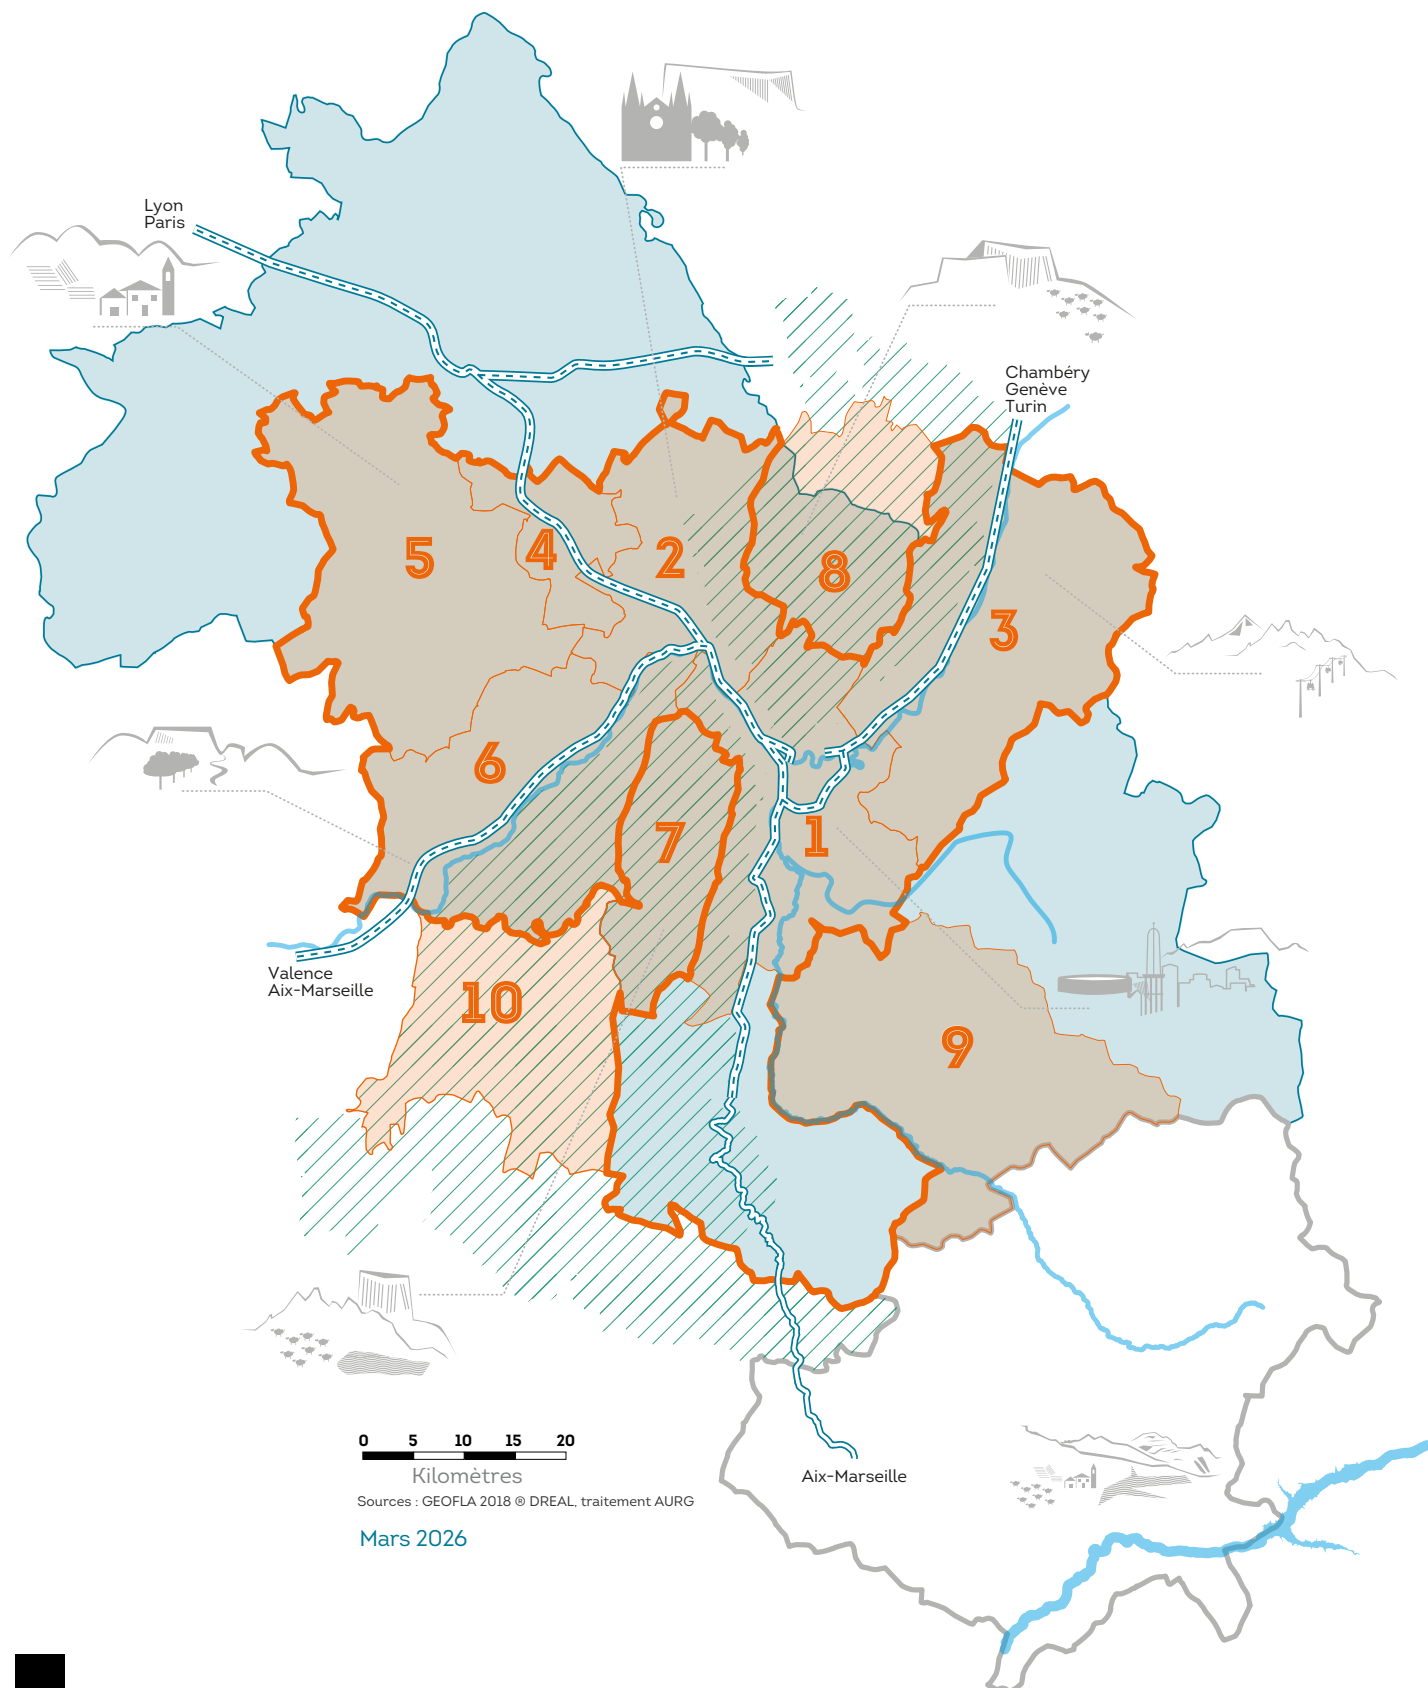 Lyon
Paris
Chambéry
Genève
Turin
5
4
2
8
3
6
7
1
Valence
Aix-Marseille
10
9
0 5 10 15 20
Kilomètres
Sources : GEOFLA 2018 ® DREAL, traitement AURG
Mars 2026
Aix-Marseille